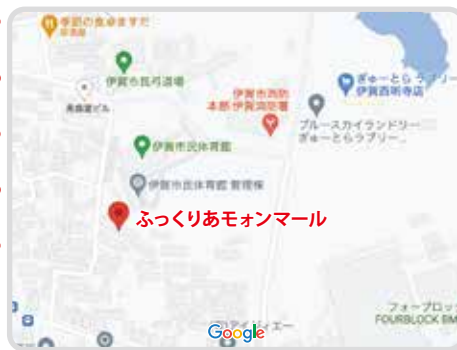 季節の食@ますだ
居酒屋
伊賀市民弓道場
ぎゅーとら ラブリー
伊賀西明寺店
伊賀市消防
本部 伊賀消防署
ブルースカイランドリー
ぎゅーとらラブリー...
伊賀市民体育館
伊賀市民体育館 管理棟
ふっくりあモォンマール
フォーブロッ
FOURBLOCK BM
Google